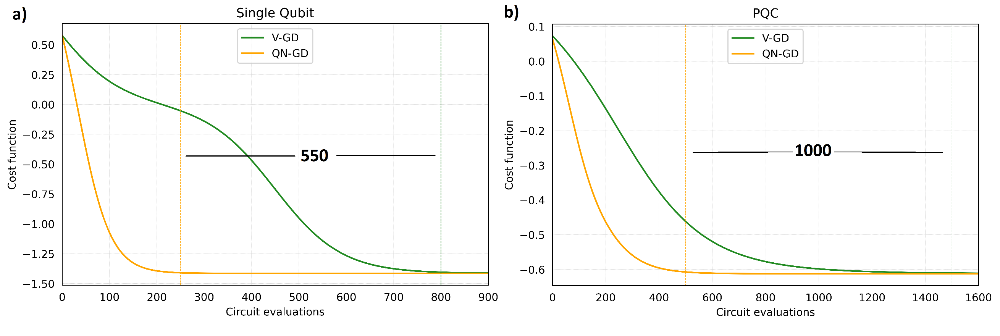 a)
Single Qubit
V-GD
QN-GD
Cost function
0.50
0.25
0.00
−0.25
−0.50
−0.75
−1.00
−1.25
−1.50
550
0 100 200 300 400 500 600 700 800 900
Circuit evaluations
b)
PQC
V-GD
QN-GD
Cost function
0.1
0.0
−0.1
−0.2
−0.3
−0.4
−0.5
−0.6
1000
0 200 400 600 800 1000 1200 1400 1600
Circuit evaluations